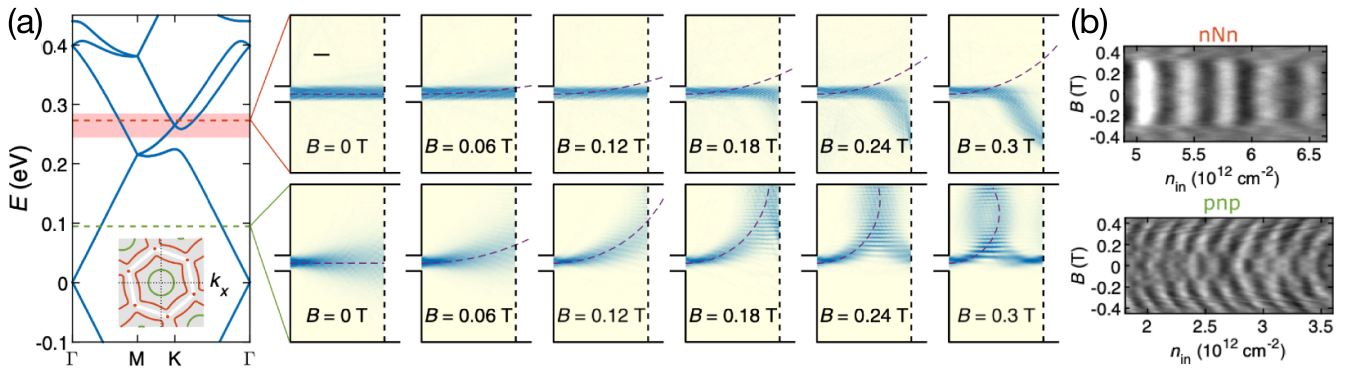 (a)
E (eV)
0.4
0.3
0.2
0.1
0
-0.1
Γ
M
K
Γ
k_x
B = 0 T
B = 0.06 T
B = 0.12 T
B = 0.18 T
B = 0.24 T
B = 0.3 T
B = 0 T
B = 0.06 T
B = 0.12 T
B = 0.18 T
B = 0.24 T
B = 0.3 T
(b)
nNn
B (T)
0.4
0.2
0
-0.2
-0.4
5
5.5
6
6.5
n_in (10^12 cm^-2)
pnp
B (T)
0.4
0.2
0
-0.2
-0.4
2
2.5
3
3.5
n_in (10^12 cm^-2)